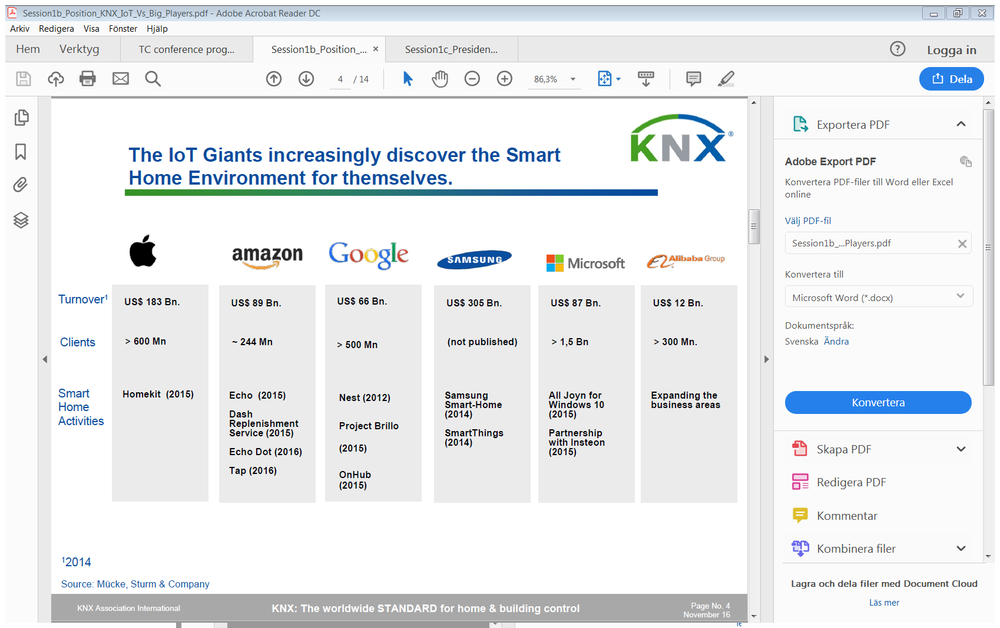 Session1b_Position_KNX_IoT_Vs_Big_Players.pdf - Adobe Acrobat Reader DC
Arkiv Redigera Visa Fönster Hjälp
Hem Verktyg TC conference prog... Session1b_Position_... × Session1c_Presiden... ? Logga in
4 / 14 86,3% Dela
KNX ®
The IoT Giants increasingly discover the Smart
Home Environment for themselves.
amazon Google SAMSUNG Microsoft Alibaba Group
Turnover¹ US$ 183 Bn. US$ 89 Bn. US$ 66 Bn. US$ 305 Bn. US$ 87 Bn. US$ 12 Bn.
Clients > 600 Mn ~ 244 Mn > 500 Mn (not published) > 1,5 Bn > 300 Mn.
Smart
Home
Activities
Homekit (2015)
Echo (2015)
Dash
Replenishment
Service (2015)
Echo Dot (2016)
Tap (2016)
Nest (2012)
Project Brillo
(2015)
OnHub
(2015)
Samsung
Smart-Home
(2014)
SmartThings
(2014)
All Joyn for
Windows 10
(2015)
Partnership
with Insteon
(2015)
Expanding the
business areas
¹2014
Source: Mücke, Sturm & Company
KNX Association International
KNX: The worldwide STANDARD for home & building control
Page No. 4
November 16
Exportera PDF
Adobe Export PDF
Konvertera PDF-filer till Word eller Excel
online
Välj PDF-fil
Session1b_...Players.pdf
Konvertera till
Microsoft Word (*.docx)
Dokumentspråk:
Svenska Ändra
Konvertera
Skapa PDF
Redigera PDF
Kommentar
Kombinera filer
Lagra och dela filer med Document Cloud
Läs mer